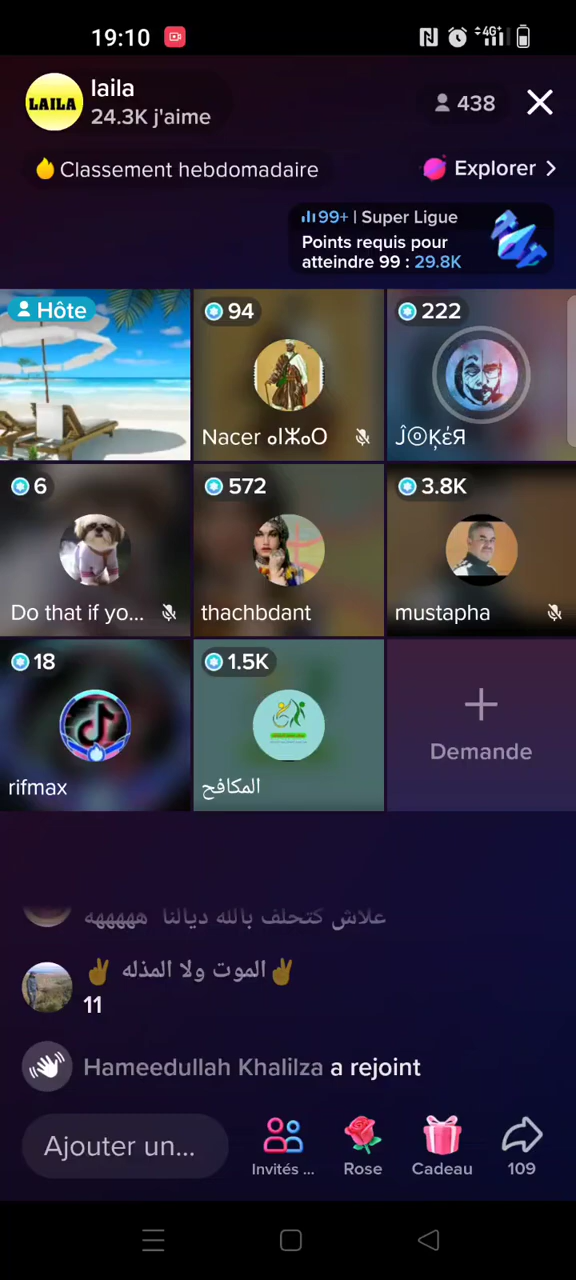 19:10
4G+
LAILA
laila
24.3K j'aime
438
Classement hebdomadaire
Explorer
99+ | Super Ligue
Points requis pour
atteindre 99 : 29.8K
Hôte
94
Nacer ⴰⵏⵣⴰⵔ
222
6
Do that if yo...
572
thachbdant
3.8K
mustapha
18
rifmax
1.5K
المكافح
Demande
علاش كتحلف بالله ديالنا هههههه
✌️الموت ولا المذله ✌️
11
Hameedullah Khalilza a rejoint
Ajouter un...
Invités ...
Rose
Cadeau
109